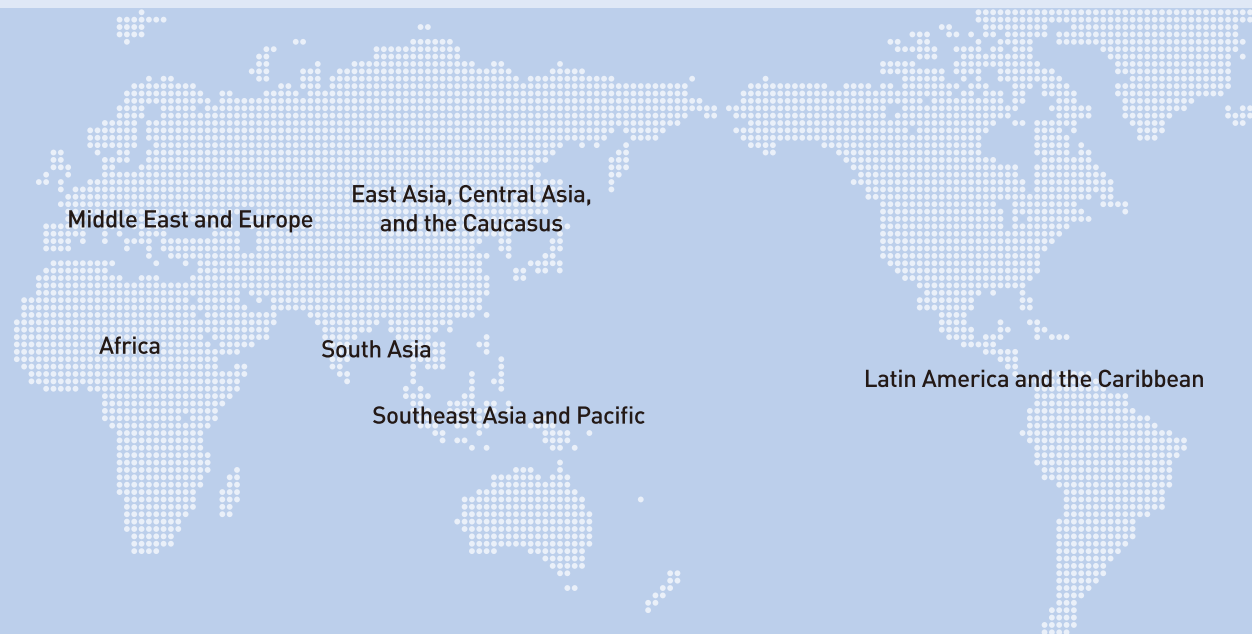 East Asia, Central Asia,
and the Caucasus
Middle East and Europe
Africa
South Asia
Latin America and the Caribbean
Southeast Asia and Pacific